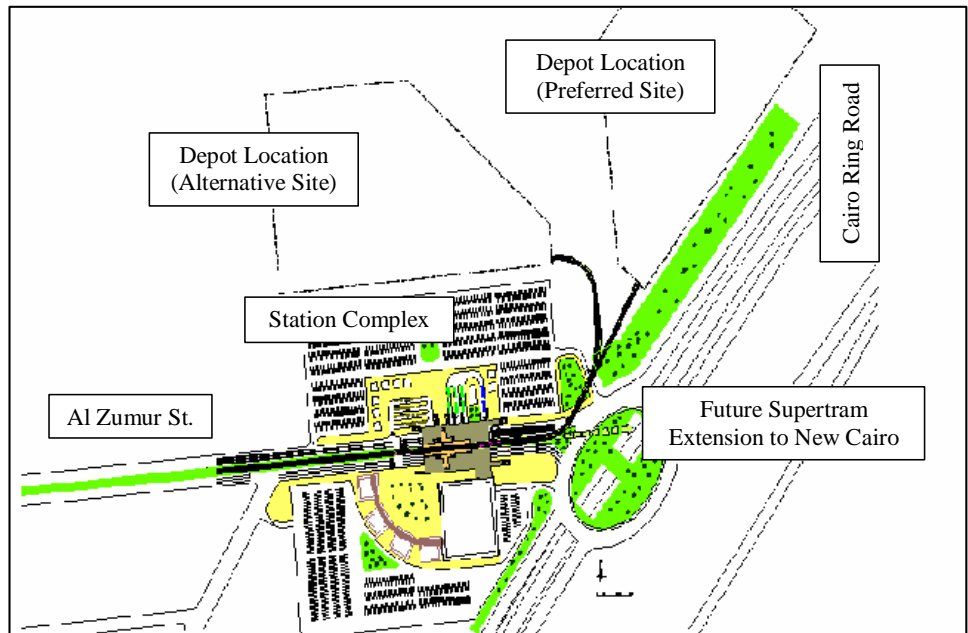 Depot Location
(Preferred Site)
Cairo Ring Road
Depot Location
(Alternative Site)
Station Complex
Al Zumur St.
Future Supertram
Extension to New Cairo